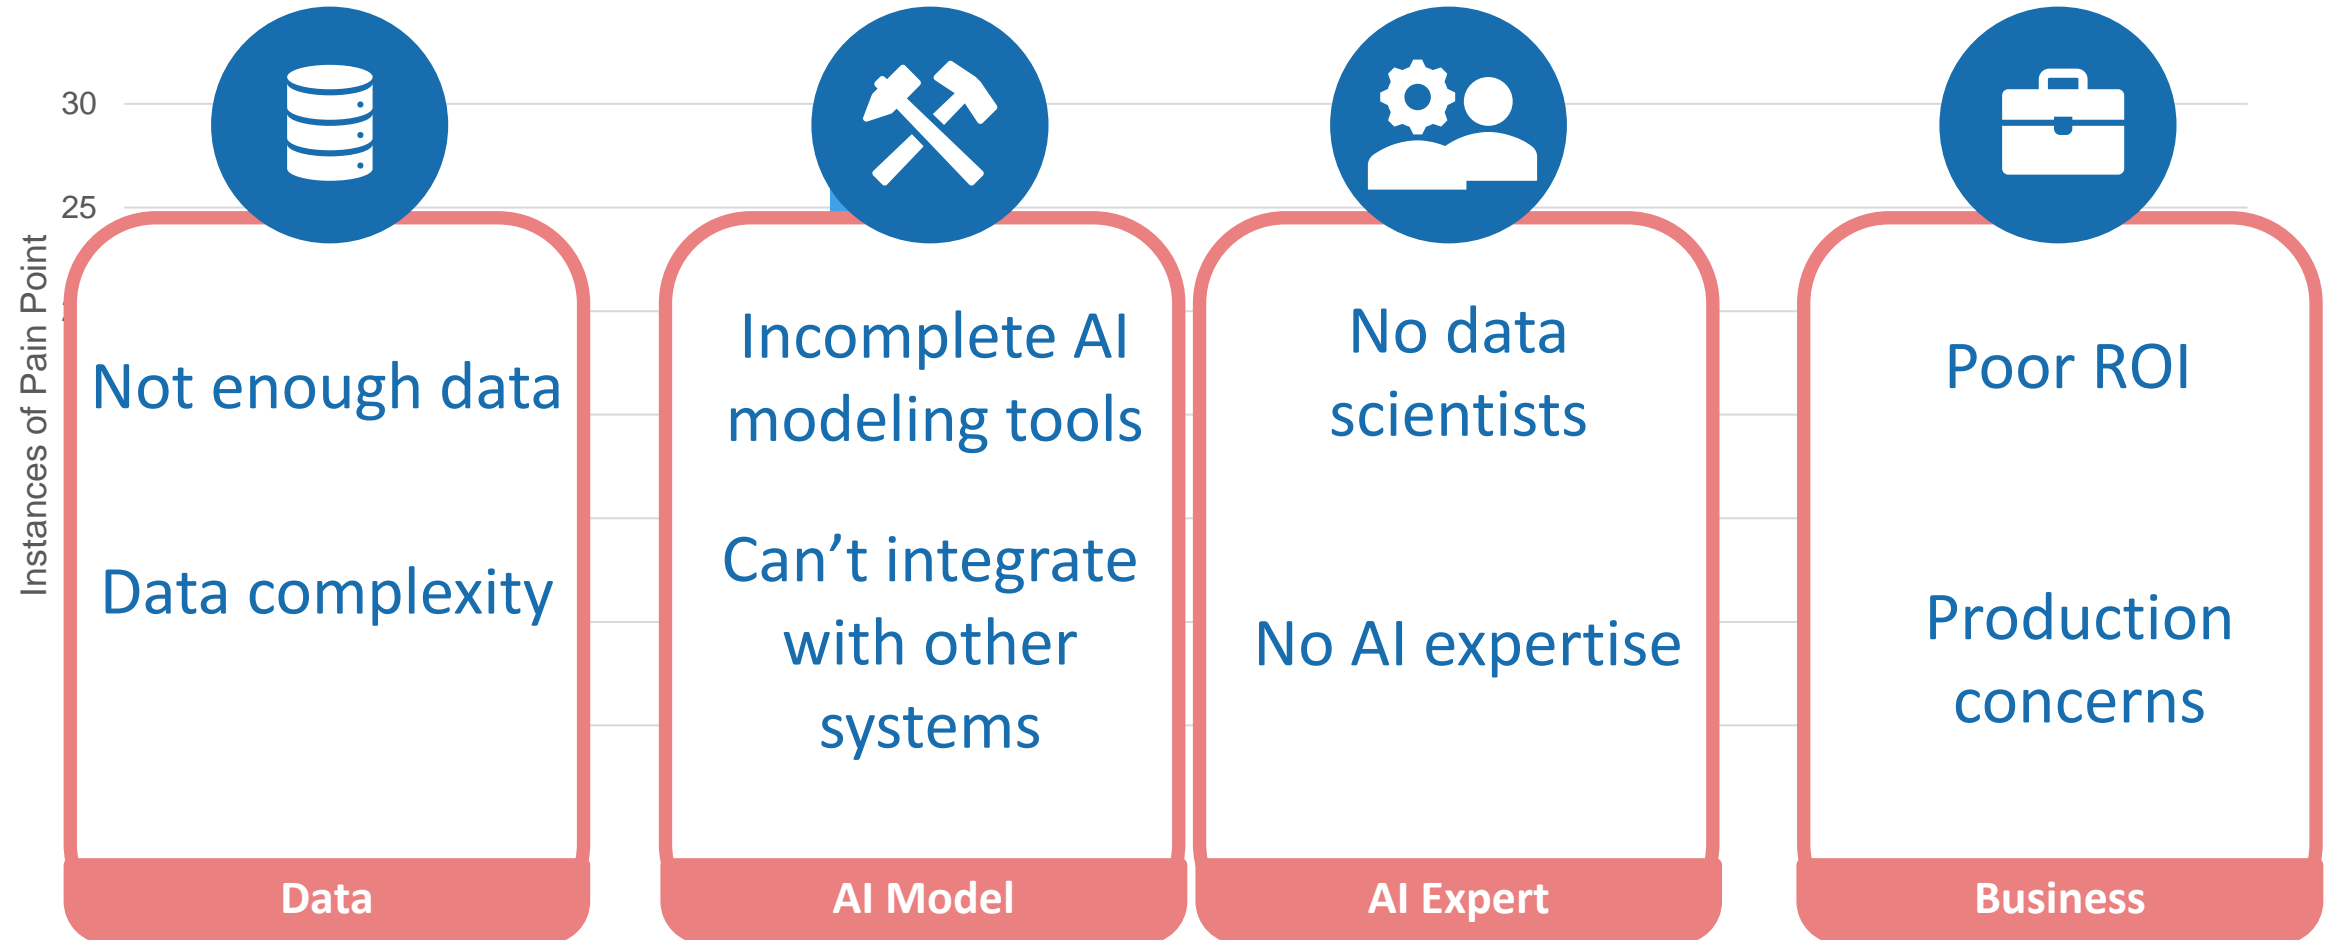 30
25
Instances of Pain Point
Not enough data
Data complexity
Data
Incomplete AI
modeling tools
Can’t integrate
with other
systems
AI Model
No data
scientists
No AI expertise
AI Expert
Poor ROI
Production
concerns
Business